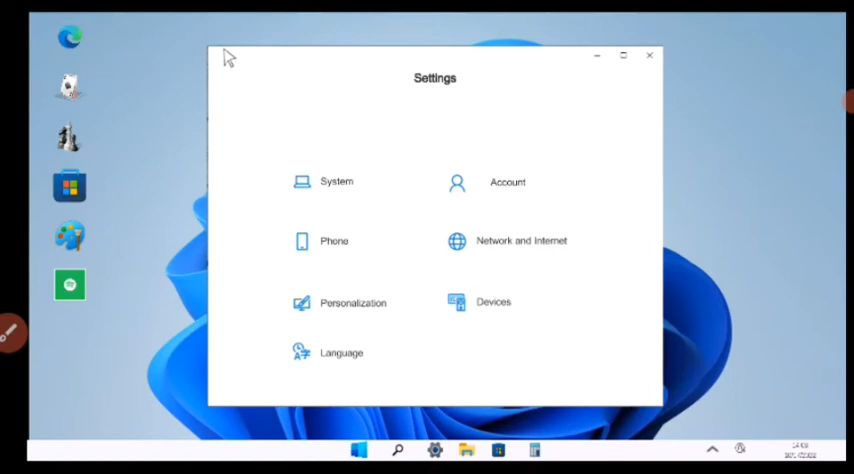 Settings
System
Account
Phone
Network and Internet
Personalization
Devices
Language